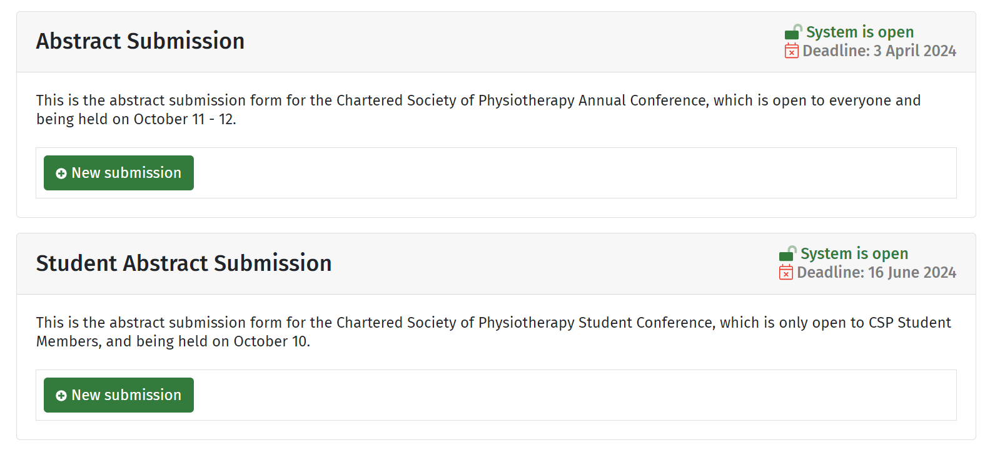 Abstract Submission
System is open
Deadline: 3 April 2024
This is the abstract submission form for the Chartered Society of Physiotherapy Annual Conference, which is open to everyone and
being held on October 11 - 12.
New submission
Student Abstract Submission
System is open
Deadline: 16 June 2024
This is the abstract submission form for the Chartered Society of Physiotherapy Student Conference, which is only open to CSP Student
Members, and being held on October 10.
New submission